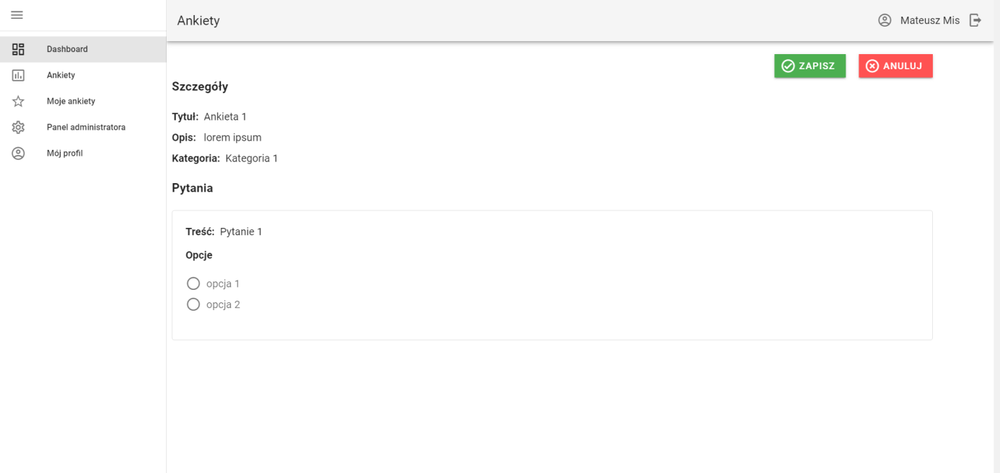 Ankiety
Mateusz Mis
Dashboard
Ankiety
Moje ankiety
Panel administratora
Mój profil
ZAPISZ
ANULUJ
Szczegóły
Tytuł: Ankieta 1
Opis: lorem ipsum
Kategoria: Kategoria 1
Pytania
Treść: Pytanie 1
Opcje
opcja 1
opcja 2